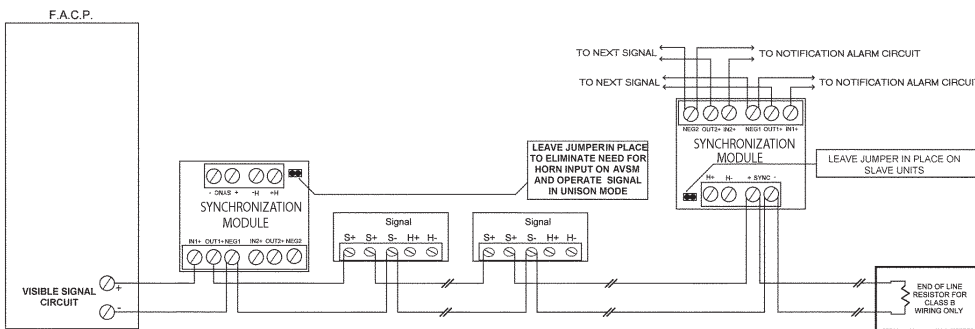 F.A.C.P.
VISIBLE SIGNAL
CIRCUIT
+
-
- SYNC + H- H+
SYNCHRONIZATION
MODULE
IN1+ OUT1+ NEG1 IN2+ OUT2+ NEG2
LEAVE JUMPER IN PLACE
TO ELIMINATE NEED FOR
HORN INPUT ON AVSM
AND OPERATE SIGNAL
IN UNISON MODE
Signal
S+ S+ S- H+ H-
Signal
S+ S+ S- H+ H-
TO NEXT SIGNAL
TO NOTIFICATION ALARM CIRCUIT
TO NEXT SIGNAL
TO NOTIFICATION ALARM CIRCUIT
NEG2 OUT2+ IN2+ NEG1 OUT1+ IN1+
SYNCHRONIZATION
MODULE
H+ H- + SYNC -
LEAVE JUMPER IN PLACE ON
SLAVE UNITS
END OF LINE
RESISTOR FOR
CLASS B
WIRING ONLY